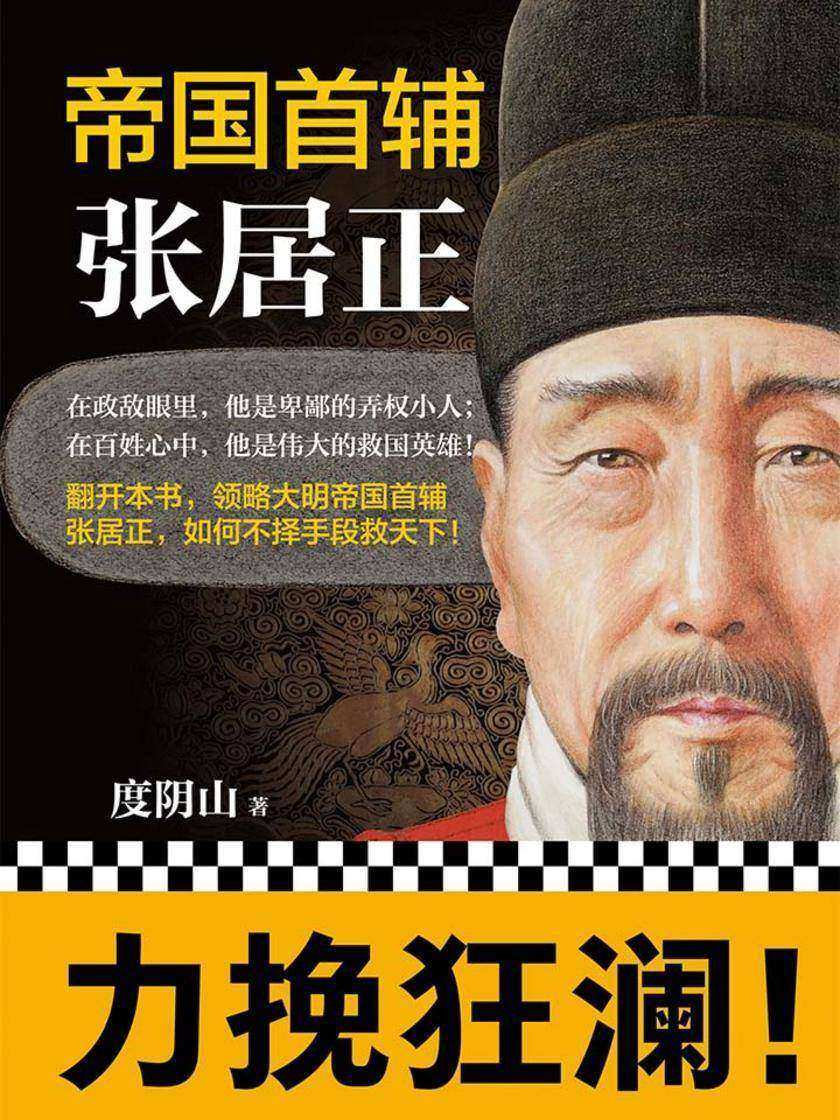 帝国首辅
张居正
在政敌眼里，他是卑鄙的弄权小人；
在百姓心中，他是伟大的救国英雄！
翻开本书，领略大明帝国首辅
张居正，如何不择手段救天下！
度阴山 著
力挽狂澜！